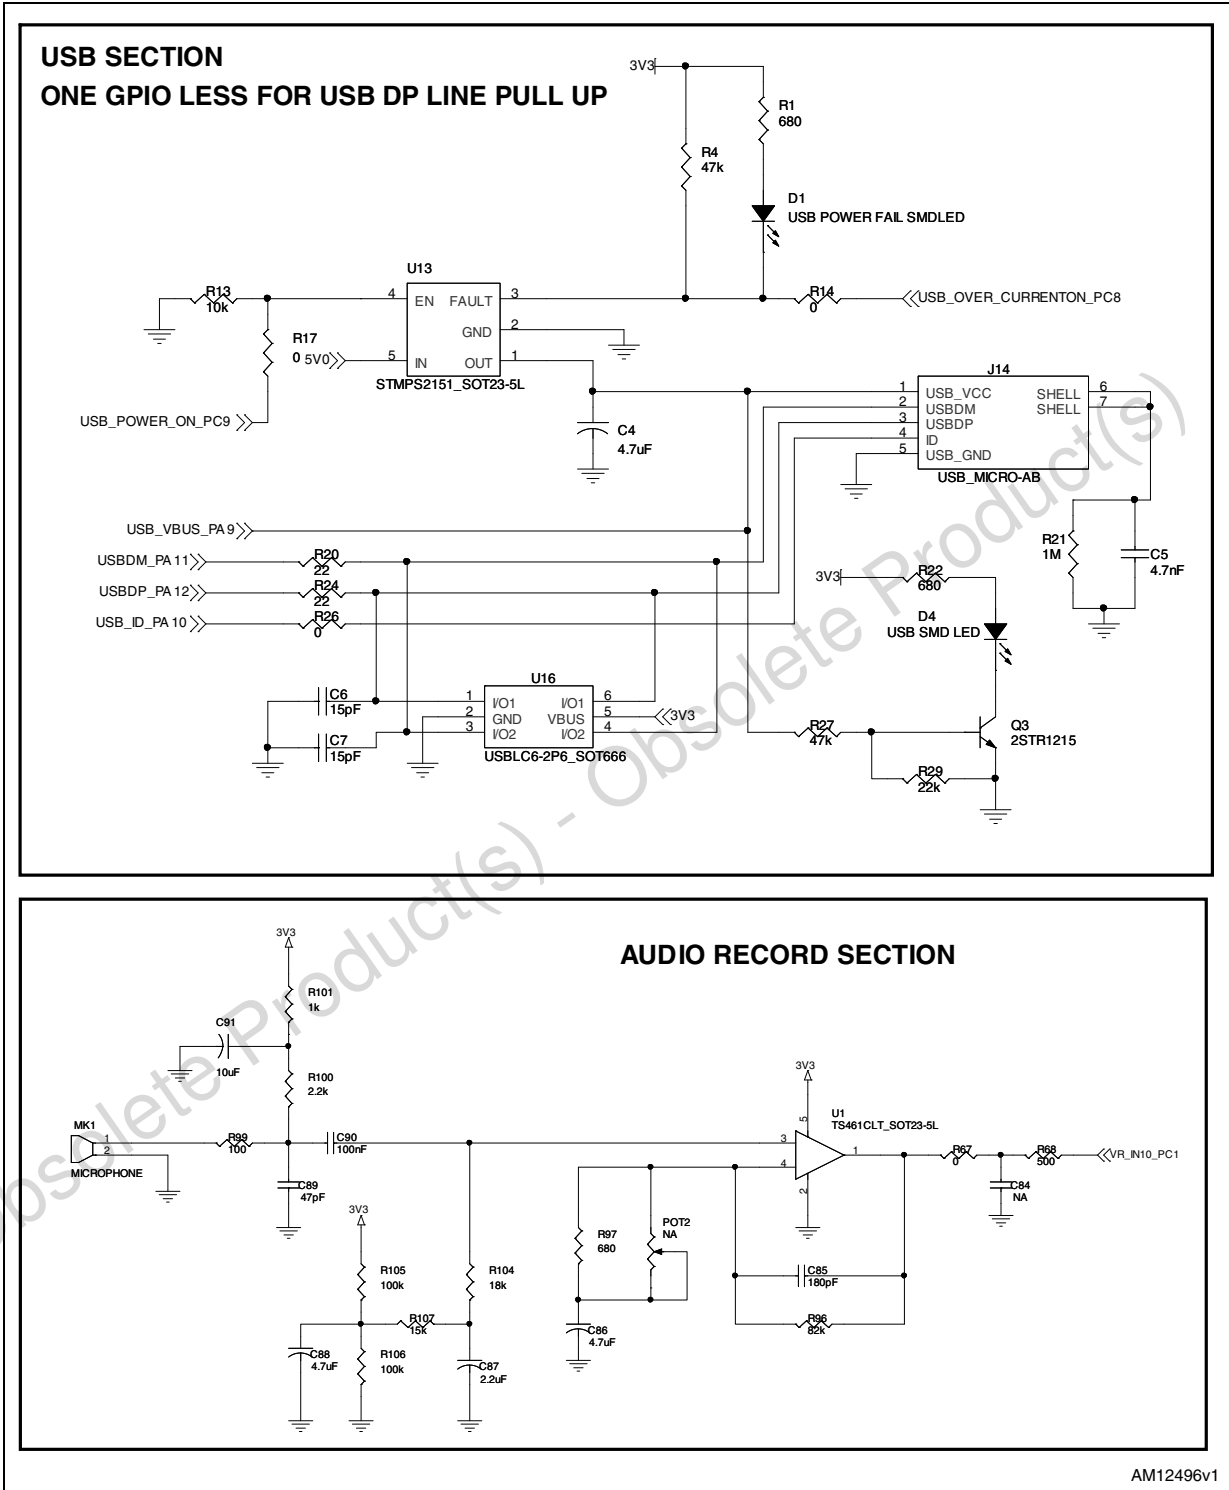 USB SECTION
ONE GPIO LESS FOR USB DP LINE PULL UP
3V3
R1
680
R4
47k
D1
USB POWER FAIL SMDLED
U13
R13
10k
4
EN
FAULT
3
R14
0
USB_OVER_CURRENTON_PC8
GND
2
R17
0
5V0
5
IN
OUT
1
STMPS2151_SOT23-5L
J14
USB_POWER_ON_PC9
C4
4.7uF
1
USB_VCC
SHELL
6
2
USBDM
SHELL
7
3
USBDP
4
ID
5
USB_GND
USB_MICRO-AB
USB_VBUS_PA9
USBDM_PA11
R20
22
USBDP_PA12
R24
22
USB_ID_PA10
R26
0
R21
1M
C5
4.7nF
3V3
R22
680
D4
USB SMD LED
U16
C6
15pF
1
I/O1
I/O1
6
2
GND
VBUS
5
3V3
3
I/O2
I/O2
4
C7
15pF
USBLC6-2P6_SOT666
R27
47k
Q3
2STR1215
R29
22k
AUDIO RECORD SECTION
3V3
R101
1k
C91
10uF
R100
2.2k
3V3
MK1
1
2
MICROPHONE
R99
100
C90
100nF
5
U1
TS461CLT_SOT23-5L
3
4
1
2
R67
0
R68
500
VR_IN10_PC1
C84
NA
C89
47pF
3V3
R97
680
POT2
NA
R105
100k
R104
18k
C85
180pF
R107
15k
R96
82k
C88
4.7uF
R106
100k
C87
2.2uF
C86
4.7uF
AM12496v1
Obsolete Product(s) - Obsolete Product(s)